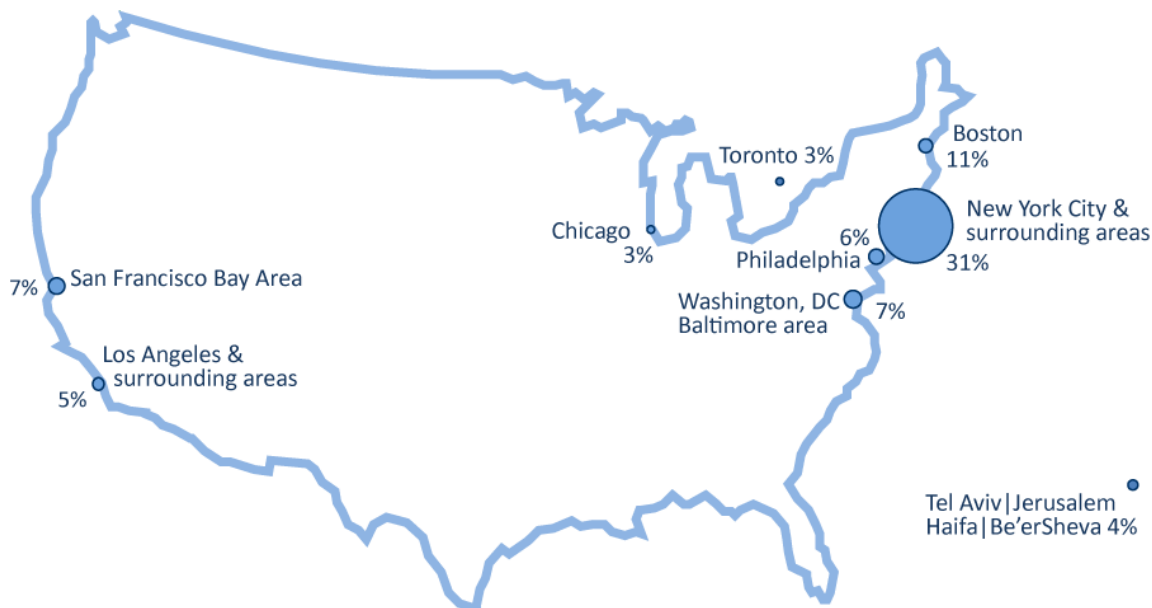 Boston
11%
Toronto 3%
New York City &
surrounding areas
31%
Chicago
3%
6%
Philadelphia
7%
San Francisco Bay Area
Washington, DC
Baltimore area
7%
Los Angeles &
surrounding areas
5%
Tel Aviv|Jerusalem
Haifa|Be’erSheva 4%